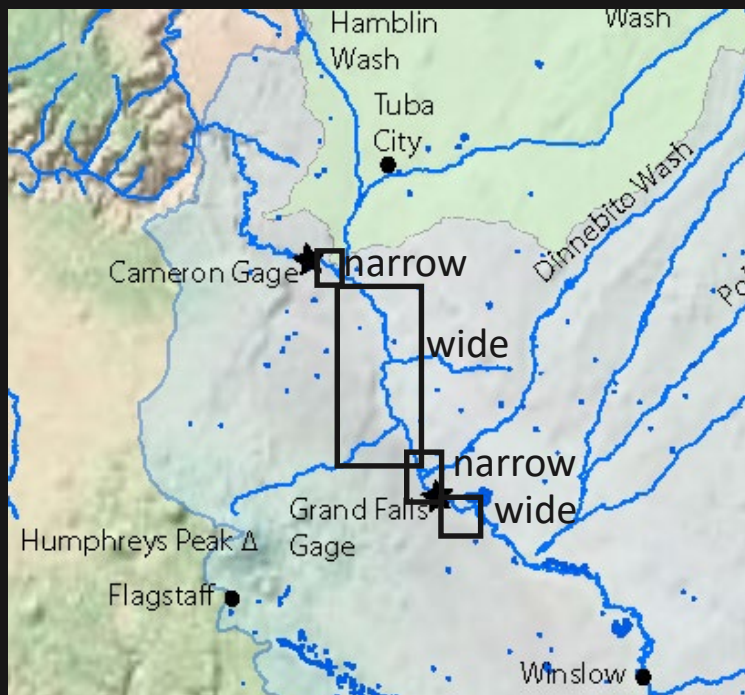 Hamblin
Wash
Wash
Tuba
City
Dinnebito Wash
Cameron Gage
narrow
wide
narrow
Grand Falls
Gage
wide
Humphreys Peak Δ
Flagstaff
Winslow